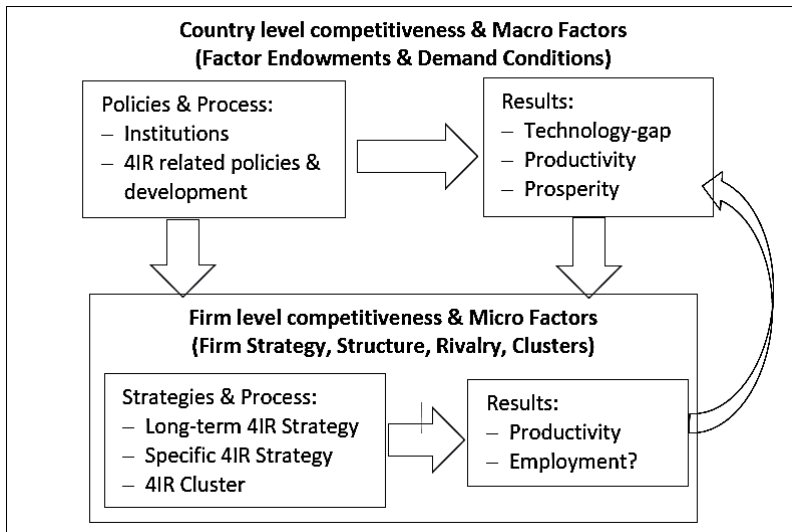 Country level competitiveness & Macro Factors
(Factor Endowments & Demand Conditions)
Policies & Process:
– Institutions
– 4IR related policies &
development
Results:
– Technology-gap
– Productivity
– Prosperity
Firm level competitiveness & Micro Factors
(Firm Strategy, Structure, Rivalry, Clusters)
Strategies & Process:
– Long-term 4IR Strategy
– Specific 4IR Strategy
– 4IR Cluster
Results:
– Productivity
– Employment?